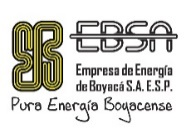 EBSA
Empresa de Energía
de Boyacá S.A. E.S.P.
Pura Energía Boyacense